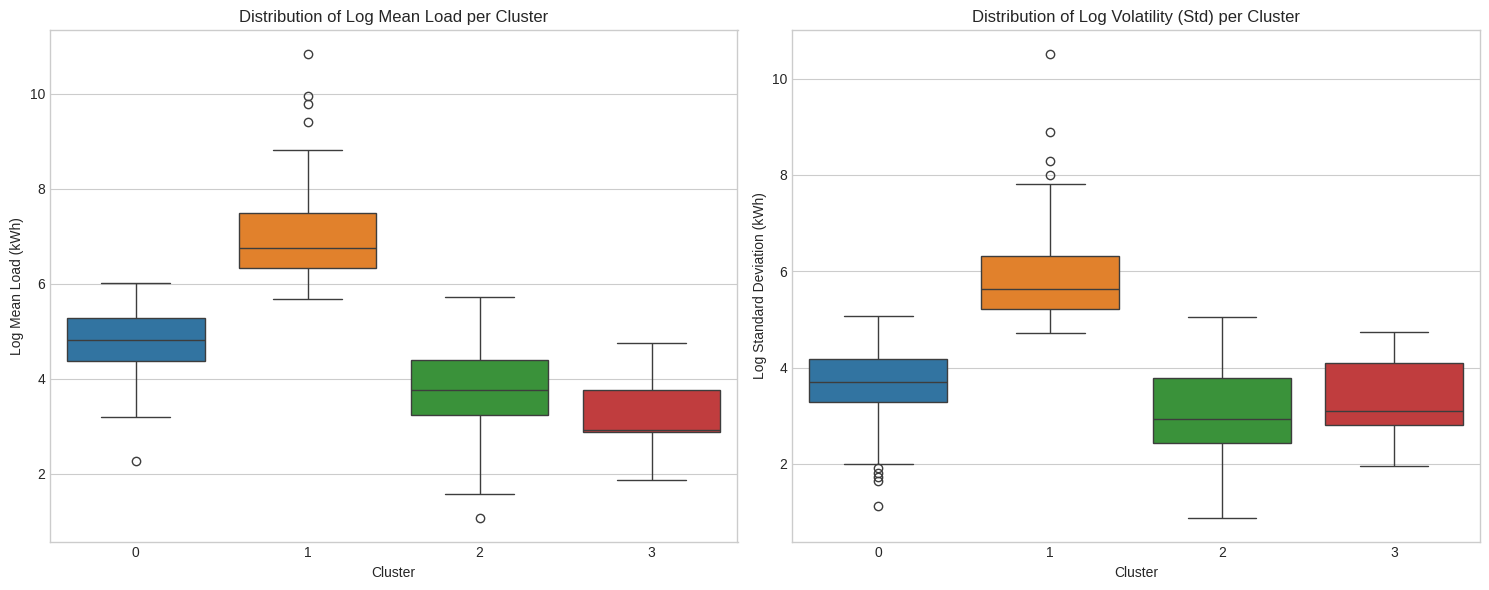 Distribution of Log Mean Load per Cluster
Log Mean Load (kWh)
10
8
6
4
2
0 1 2 3
Cluster
Distribution of Log Volatility (Std) per Cluster
Log Standard Deviation (kWh)
10
8
6
4
2
0 1 2 3
Cluster